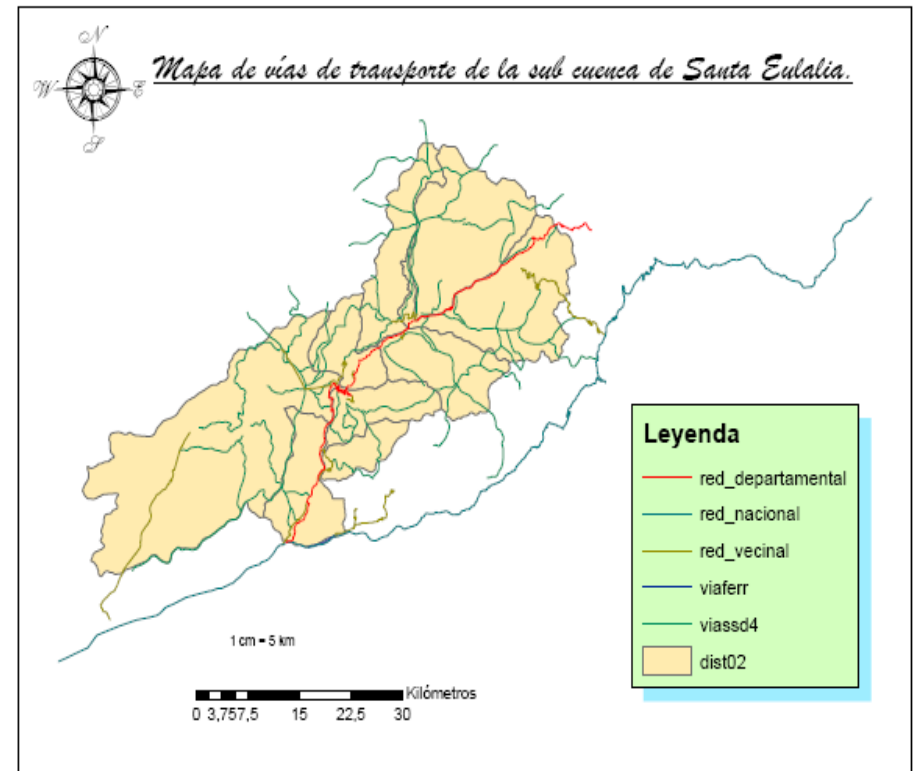 N
Mapa de vías de transporte de la sub cuenca de Santa Eulalia.
W E
S
Leyenda
red_departamental
red_nacional
red_vecinal
viaferr
viassd4
dist02
1 cm = 5 km
Kilómetros
0 3,757,5 15 22,5 30